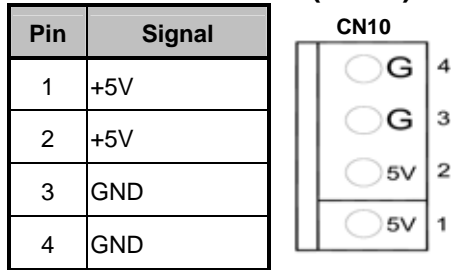 Pin Signal
1 +5V
2 +5V
3 GND
4 GND
CN10
G 4
G 3
5V 2
5V 1